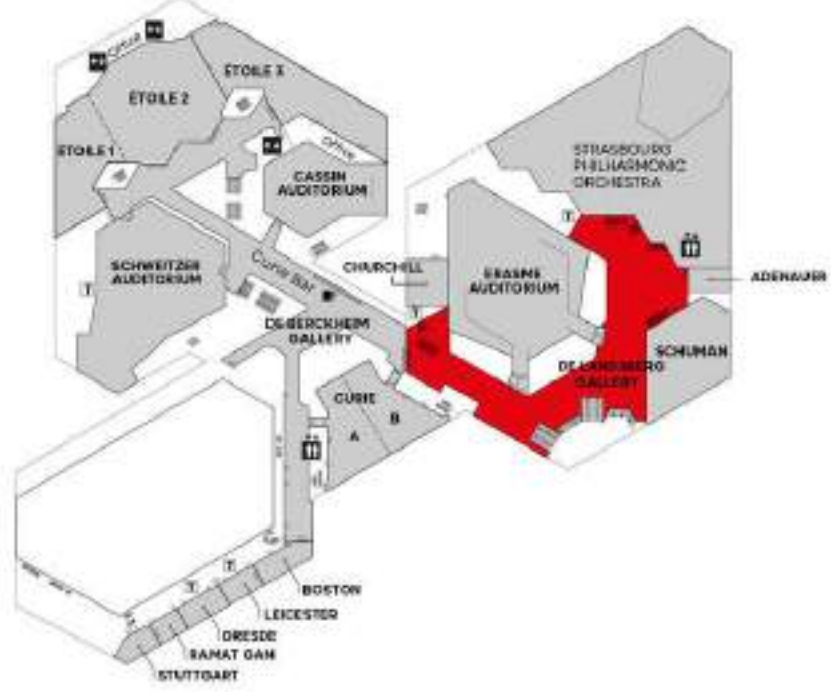 ÉTOILE 3
ÉTOILE 2
ÉTOILE 1
Office
CASSIN
AUDITORIUM
STRASBOURG
PHILHARMONIC
ORCHESTRA
T
SCHWEITZER
AUDITORIUM
T
Curie Bar
CHURCHILL
ERASME
AUDITORIUM
ADENAUER
T
DE BERCKHEIM
GALLERY
SCHUMAN
DE LANDSBERG
GALLERY
CURIE
A
B
T
T
BOSTON
LEICESTER
DRESDE
RAMAT GAN
STUTTGART